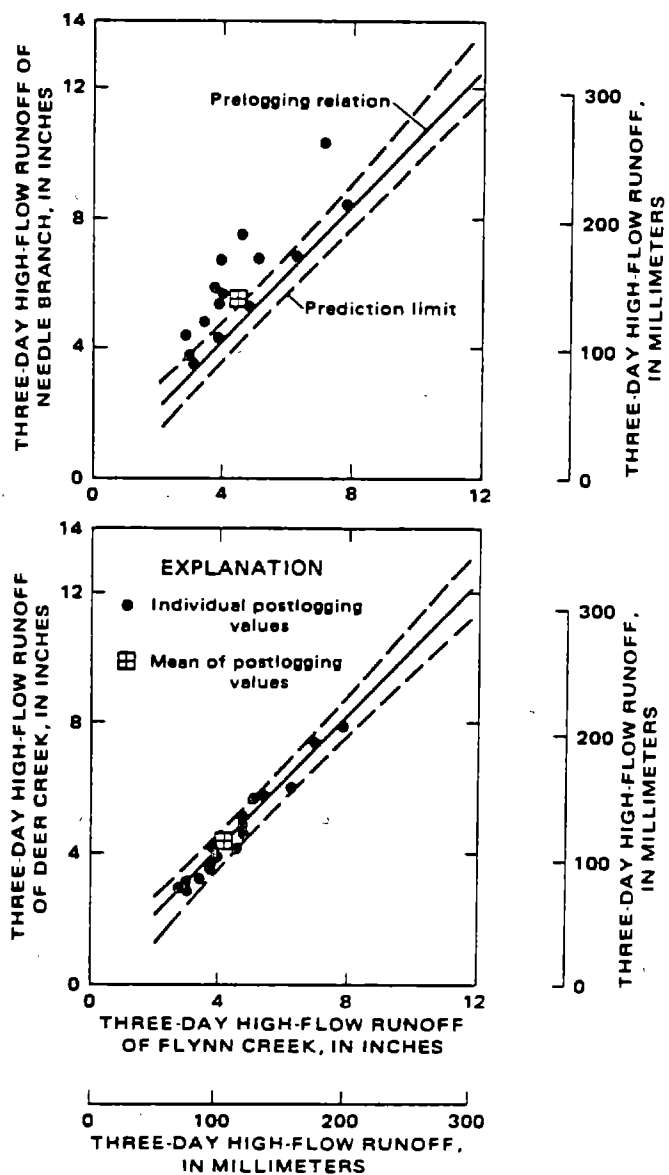 14
12
8
4
0
THREE-DAY HIGH-FLOW RUNOFF OF
NEEDLE BRANCH, IN INCHES
Prelogging relation
Prediction limit
0 4 8 12
300
200
100
0
THREE-DAY HIGH-FLOW RUNOFF,
IN MILLIMETERS
14
12
8
4
0
THREE-DAY HIGH-FLOW RUNOFF
OF DEER CREEK, IN INCHES
EXPLANATION
Individual postlogging
values
Mean of postlogging
values
300
200
100
0
THREE-DAY HIGH-FLOW RUNOFF,
IN MILLIMETERS
0 4 8 12
THREE-DAY HIGH-FLOW RUNOFF
OF FLYNN CREEK, IN INCHES
0 100 200 300
THREE-DAY HIGH-FLOW RUNOFF,
IN MILLIMETERS